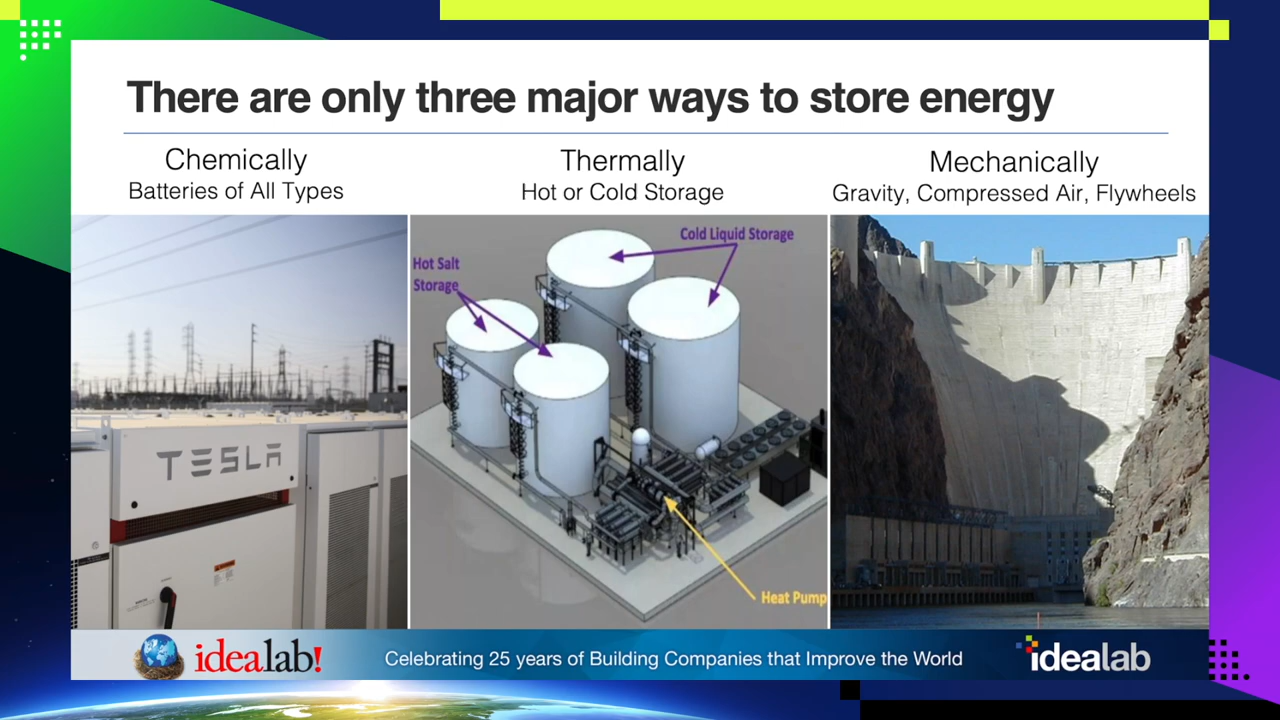 There are only three major ways to store energy
Chemically
Batteries of All Types
Thermally
Hot or Cold Storage
Mechanically
Gravity, Compressed Air, Flywheels
TESLA
Hot Salt
Storage
Cold Liquid Storage
Heat Pump
idealab!
Celebrating 25 years of Building Companies that Improve the World
idealab